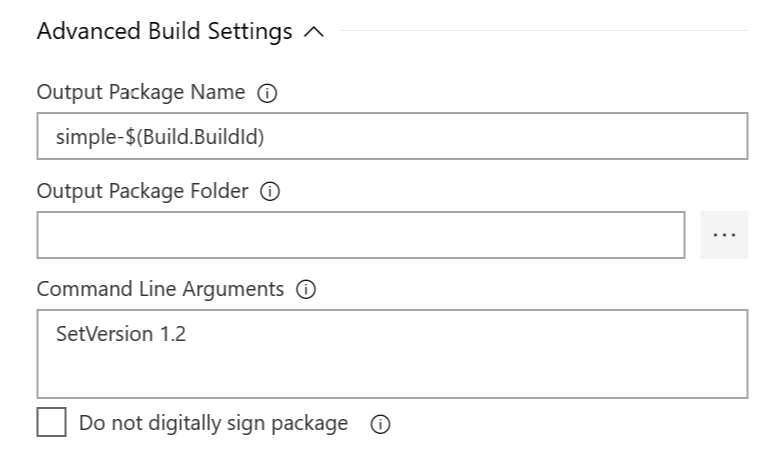 Advanced Build Settings
Output Package Name
simple-$(Build.BuildId)
Output Package Folder
...
Command Line Arguments
SetVersion 1.2
Do not digitally sign package